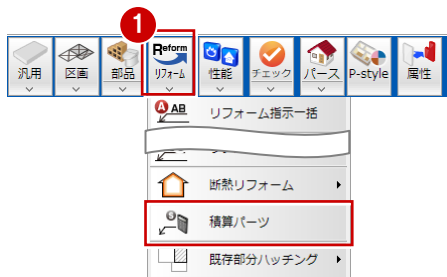 1
Reform
汎用 区画 部品 リフォーム 性能 チェック パース P-style 属性
AB リフォーム指示一括
断熱リフォーム
積算パーツ
既存部分ハッチング